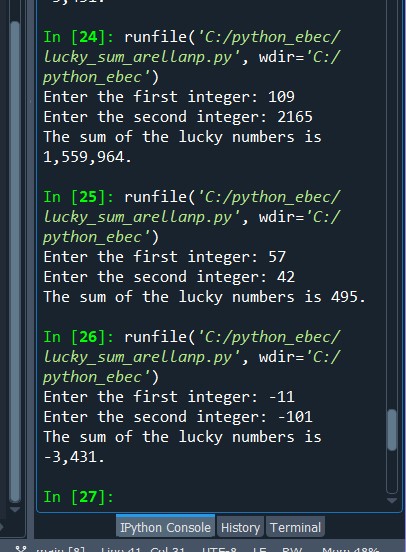 -3,431.
In [24]: runfile('C:/python_ebec/
lucky_sum_arellanp.py', wdir='C:/
python_ebec')
Enter the first integer: 109
Enter the second integer: 2165
The sum of the lucky numbers is
1,559,964.
In [25]: runfile('C:/python_ebec/
lucky_sum_arellanp.py', wdir='C:/
python_ebec')
Enter the first integer: 57
Enter the second integer: 42
The sum of the lucky numbers is 495.
In [26]: runfile('C:/python_ebec/
lucky_sum_arellanp.py', wdir='C:/
python_ebec')
Enter the first integer: -11
Enter the second integer: -101
The sum of the lucky numbers is
-3,431.
In [27]:
IPython Console History Terminal
main [8] Line 41, Col 31 UTF-8 LF RW Mem 48%